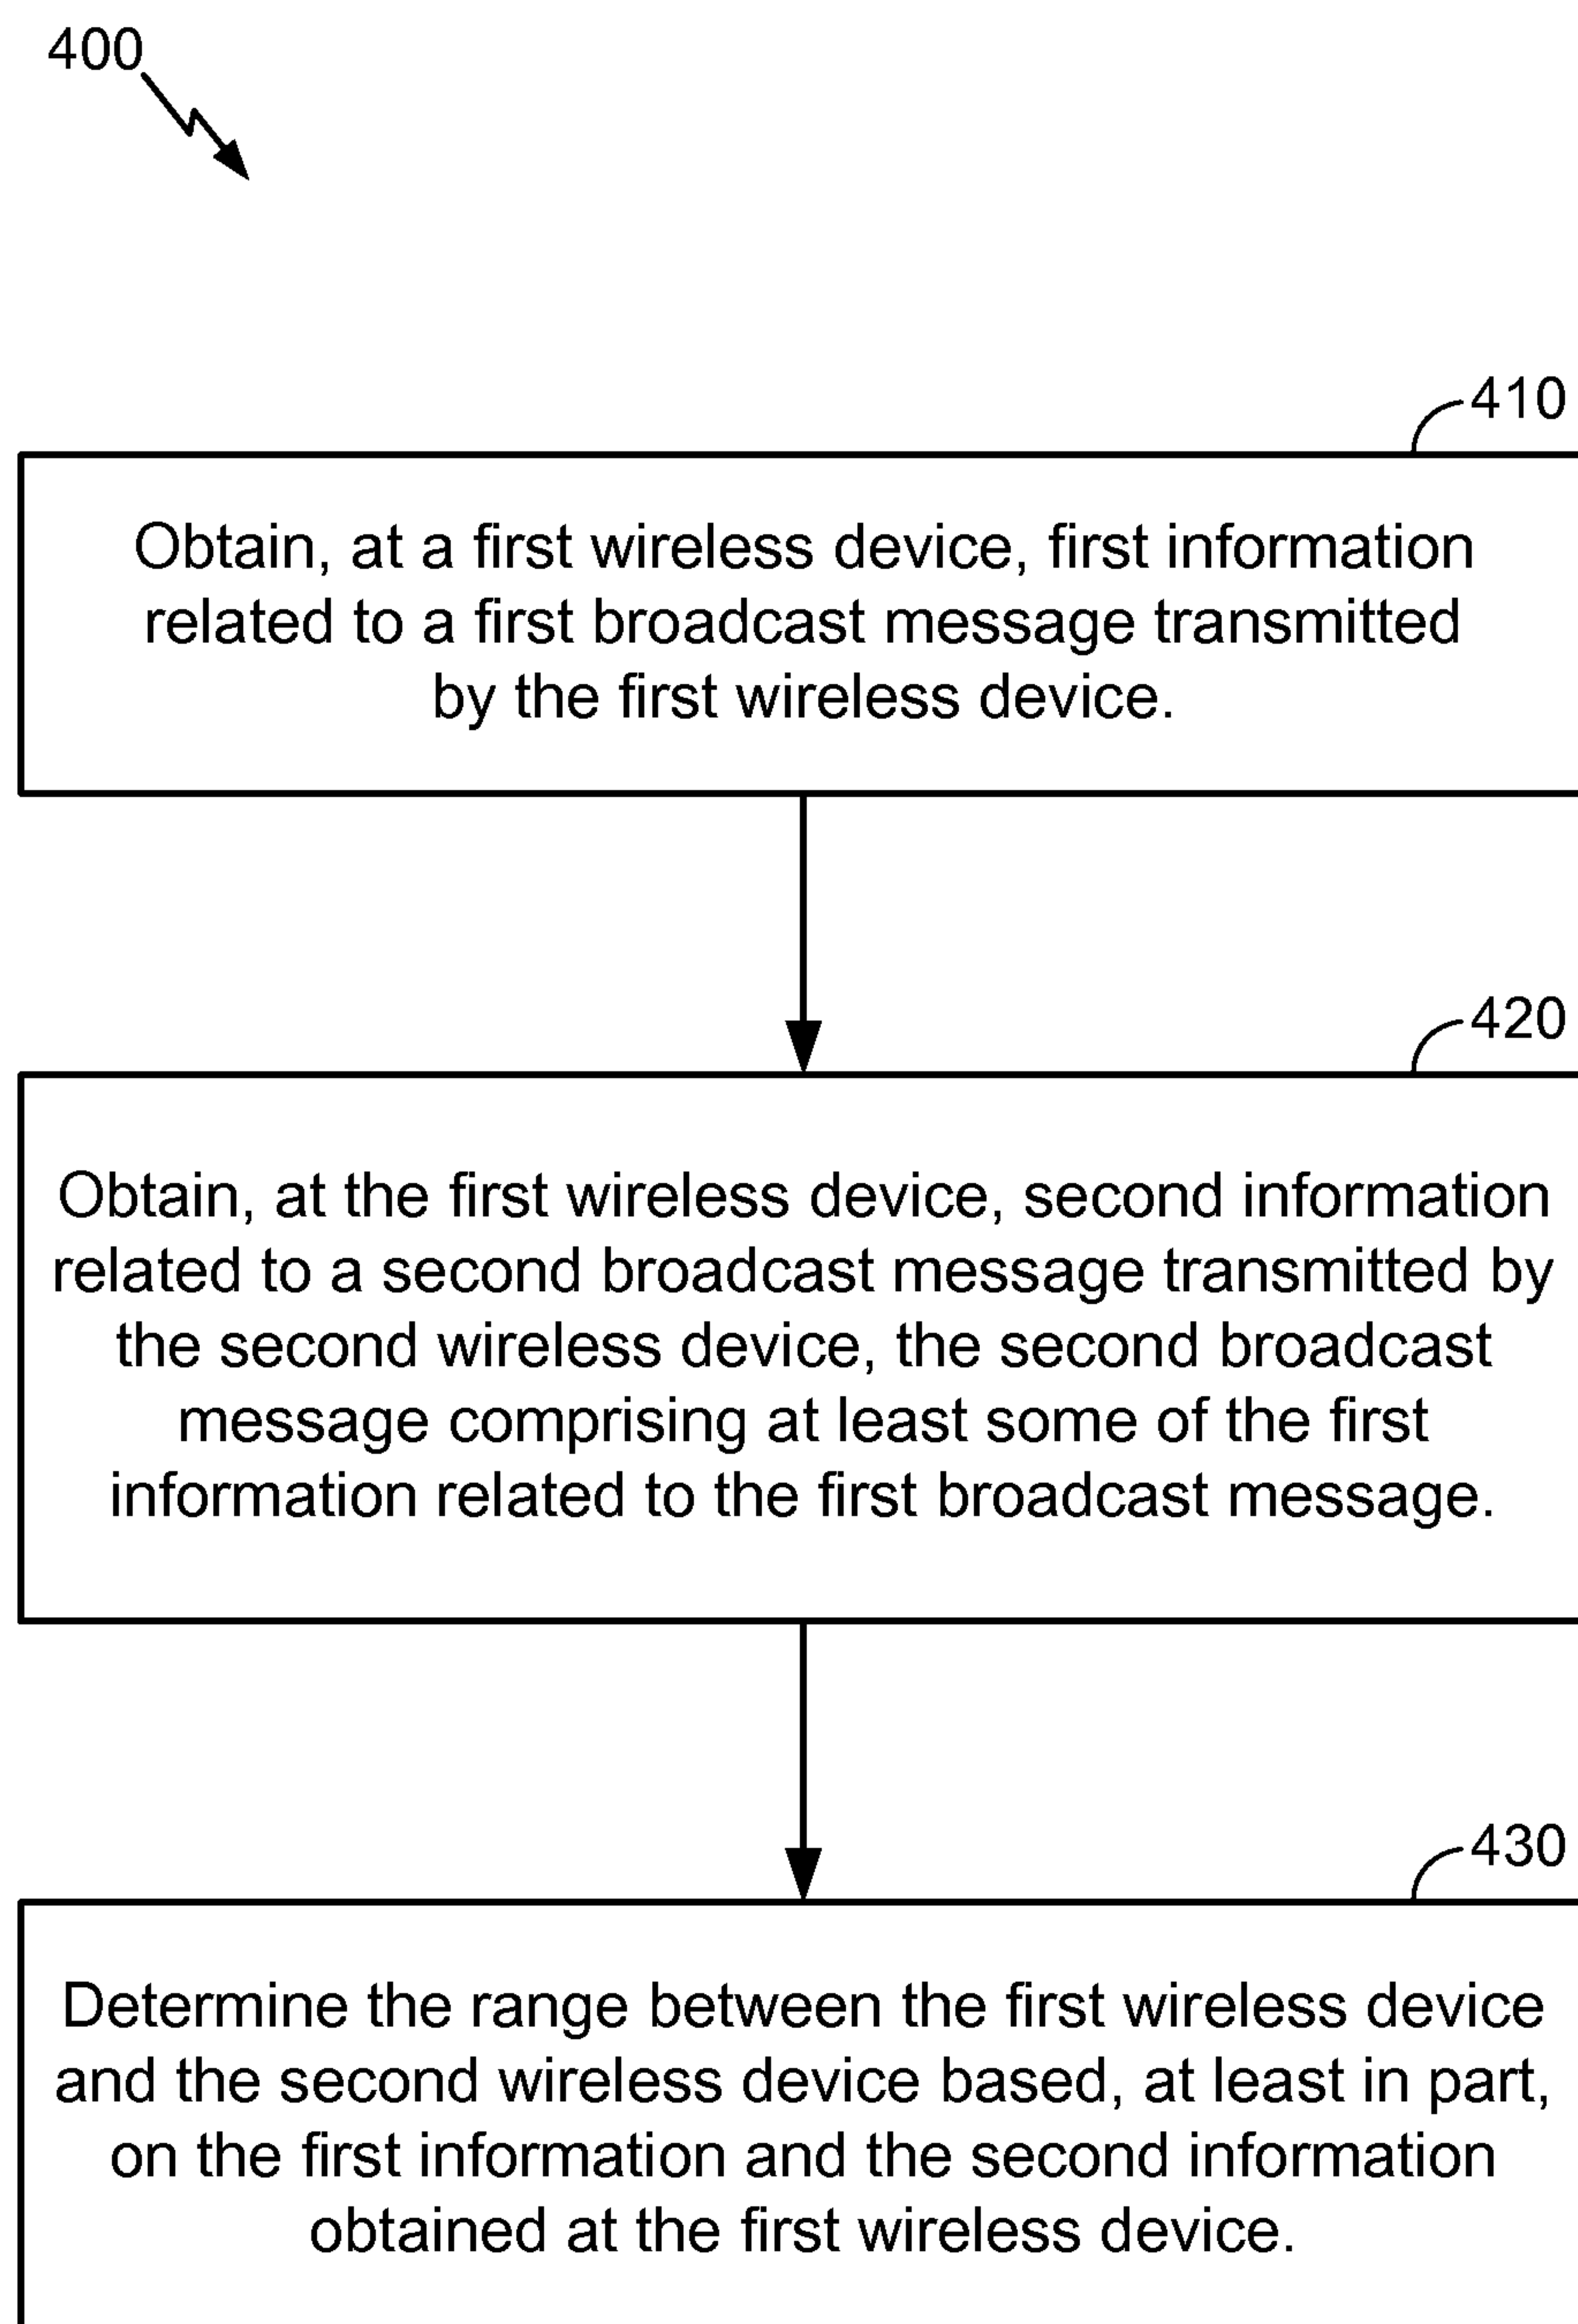 400
410
Obtain, at a first wireless device, first information
related to a first broadcast message transmitted
by the first wireless device.
420
Obtain, at the first wireless device, second information
related to a second broadcast message transmitted by
the second wireless device, the second broadcast
message comprising at least some of the first
information related to the first broadcast message.
430
Determine the range between the first wireless device
and the second wireless device based, at least in part,
on the first information and the second information
obtained at the first wireless device.